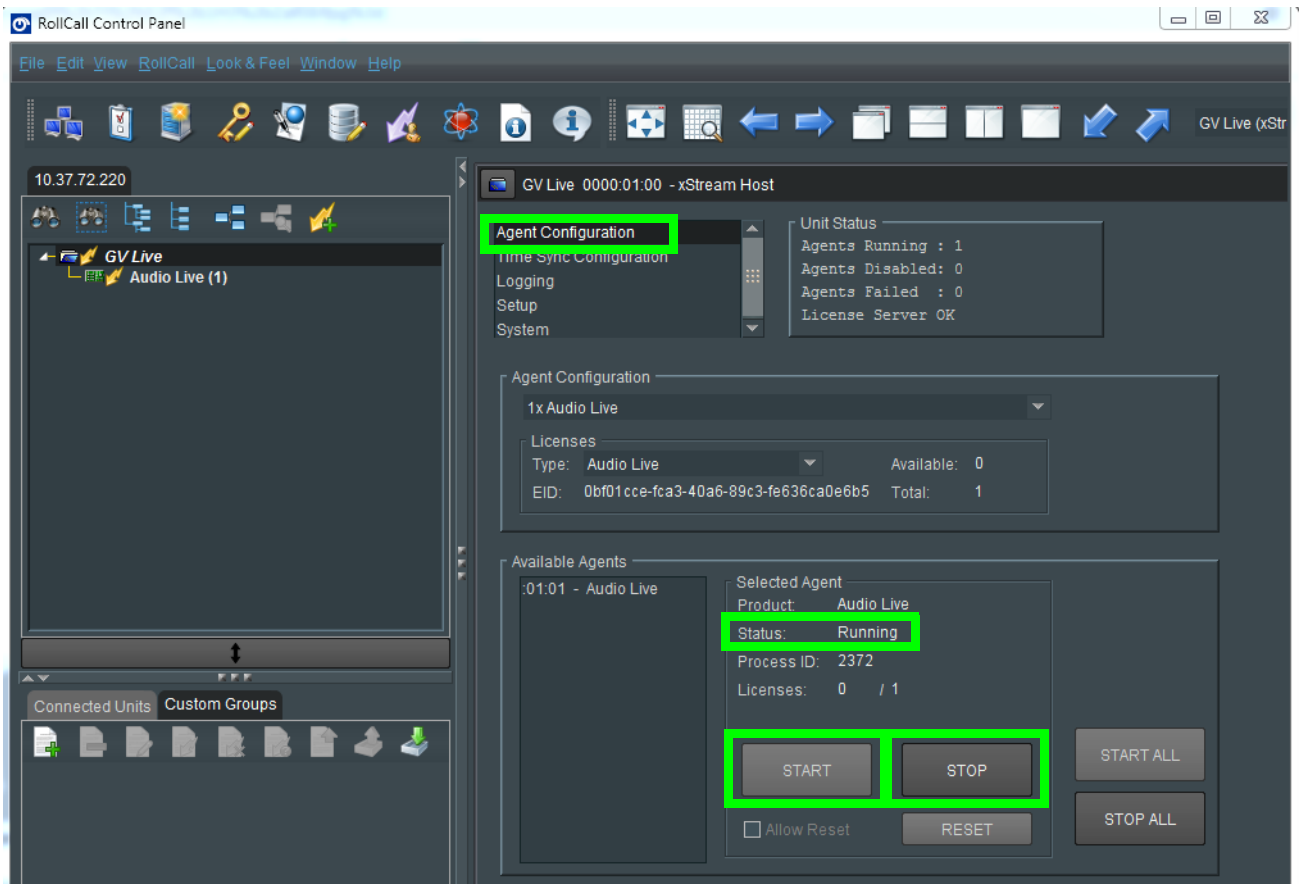 RollCall Control Panel
File Edit View RollCall Look & Feel Window Help
GV Live (xStr
10.37.72.220
GV Live
Audio Live (1)
Connected Units Custom Groups
GV Live 0000:01:00 - xStream Host
Agent Configuration
Time Sync Configuration
Logging
Setup
System
Unit Status
Agents Running : 1
Agents Disabled: 0
Agents Failed : 0
License Server OK
Agent Configuration
1x Audio Live
Licenses
Type: Audio Live Available: 0
EID: 0bf01cce-fca3-40a6-89c3-fe636ca0e6b5 Total: 1
Available Agents
:01:01 - Audio Live
Selected Agent
Product: Audio Live
Status: Running
Process ID: 2372
Licenses: 0 / 1
START STOP
Allow Reset RESET
START ALL
STOP ALL